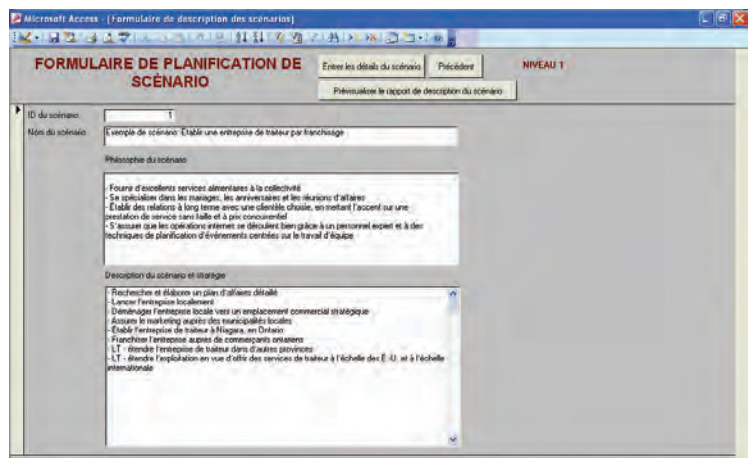 Microsoft Access - [Formulaire de description des scénarios]
FORMULAIRE DE PLANIFICATION DE
SCÉNARIO
Entrer les détails du scénario
Précédent
NIVEAU 1
Prévisualiser le rapport de description du scénario
ID du scénario
1
Nom du scénario
Exemple de scénario: Établir une entreprise de traiteur par franchisage
Philosophie du scénario
- Fournir d'excellents services alimentaires à la collectivité
- Se spécialiser dans les mariages, les anniversaires et les réunions d'affaires
- Établir des relations à long terme avec une clientèle choisie, en mettant l'accent sur une
prestation de service sans faille et à prix concurrentiel
- S'assurer que les opérations internes se déroulent bien grâce à un personnel expert et à des
techniques de planification d'événements centrées sur le travail d'équipe
Description du scénario et stratégie
- Rechercher et élaborer un plan d'affaires détaillé
- Lancer l'entreprise localement
- Déménager l'entreprise locale vers un emplacement commercial stratégique
- Assurer le marketing auprès des municipalités locales
- Établir l'entreprise de traiteur à Niagara, en Ontario
- Franchiser l'entreprise auprès de commerçants ontariens
- LT - étendre l'entreprise de traiteur dans d'autres provinces
- LT - étendre l'exploitation en vue d'offrir des services de traiteur à l'échelle des É.-U. et à l'échelle
internationale